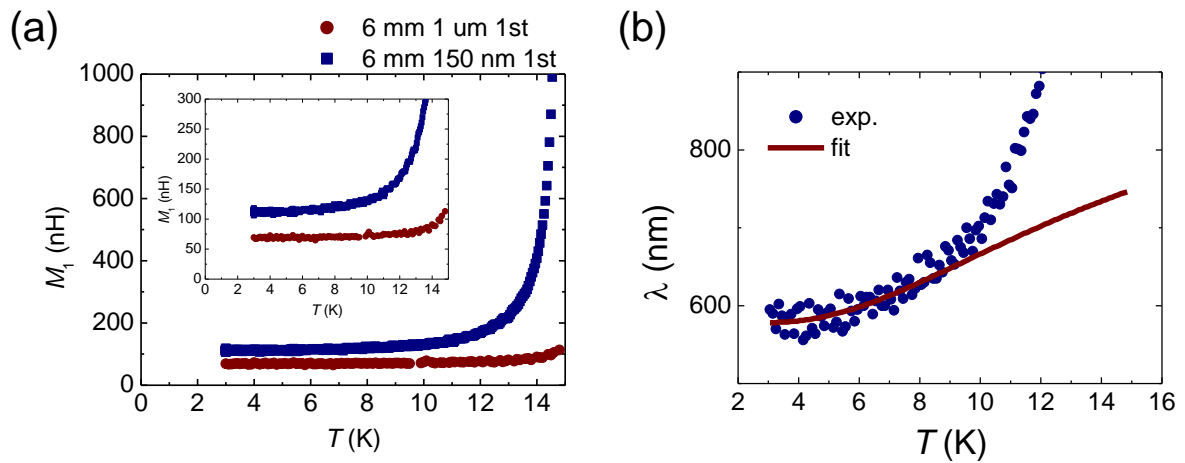 (a)
6 mm 1 um 1st
6 mm 150 nm 1st
1000
800
600
400
200
0
M1 (nH)
0 2 4 6 8 10 12 14
T (K)
300
250
200
150
100
50
0
M1 (nH)
0 2 4 6 8 10 12 14
T (K)
(b)
exp.
fit
800
600
λ (nm)
2 4 6 8 10 12 14 16
T (K)